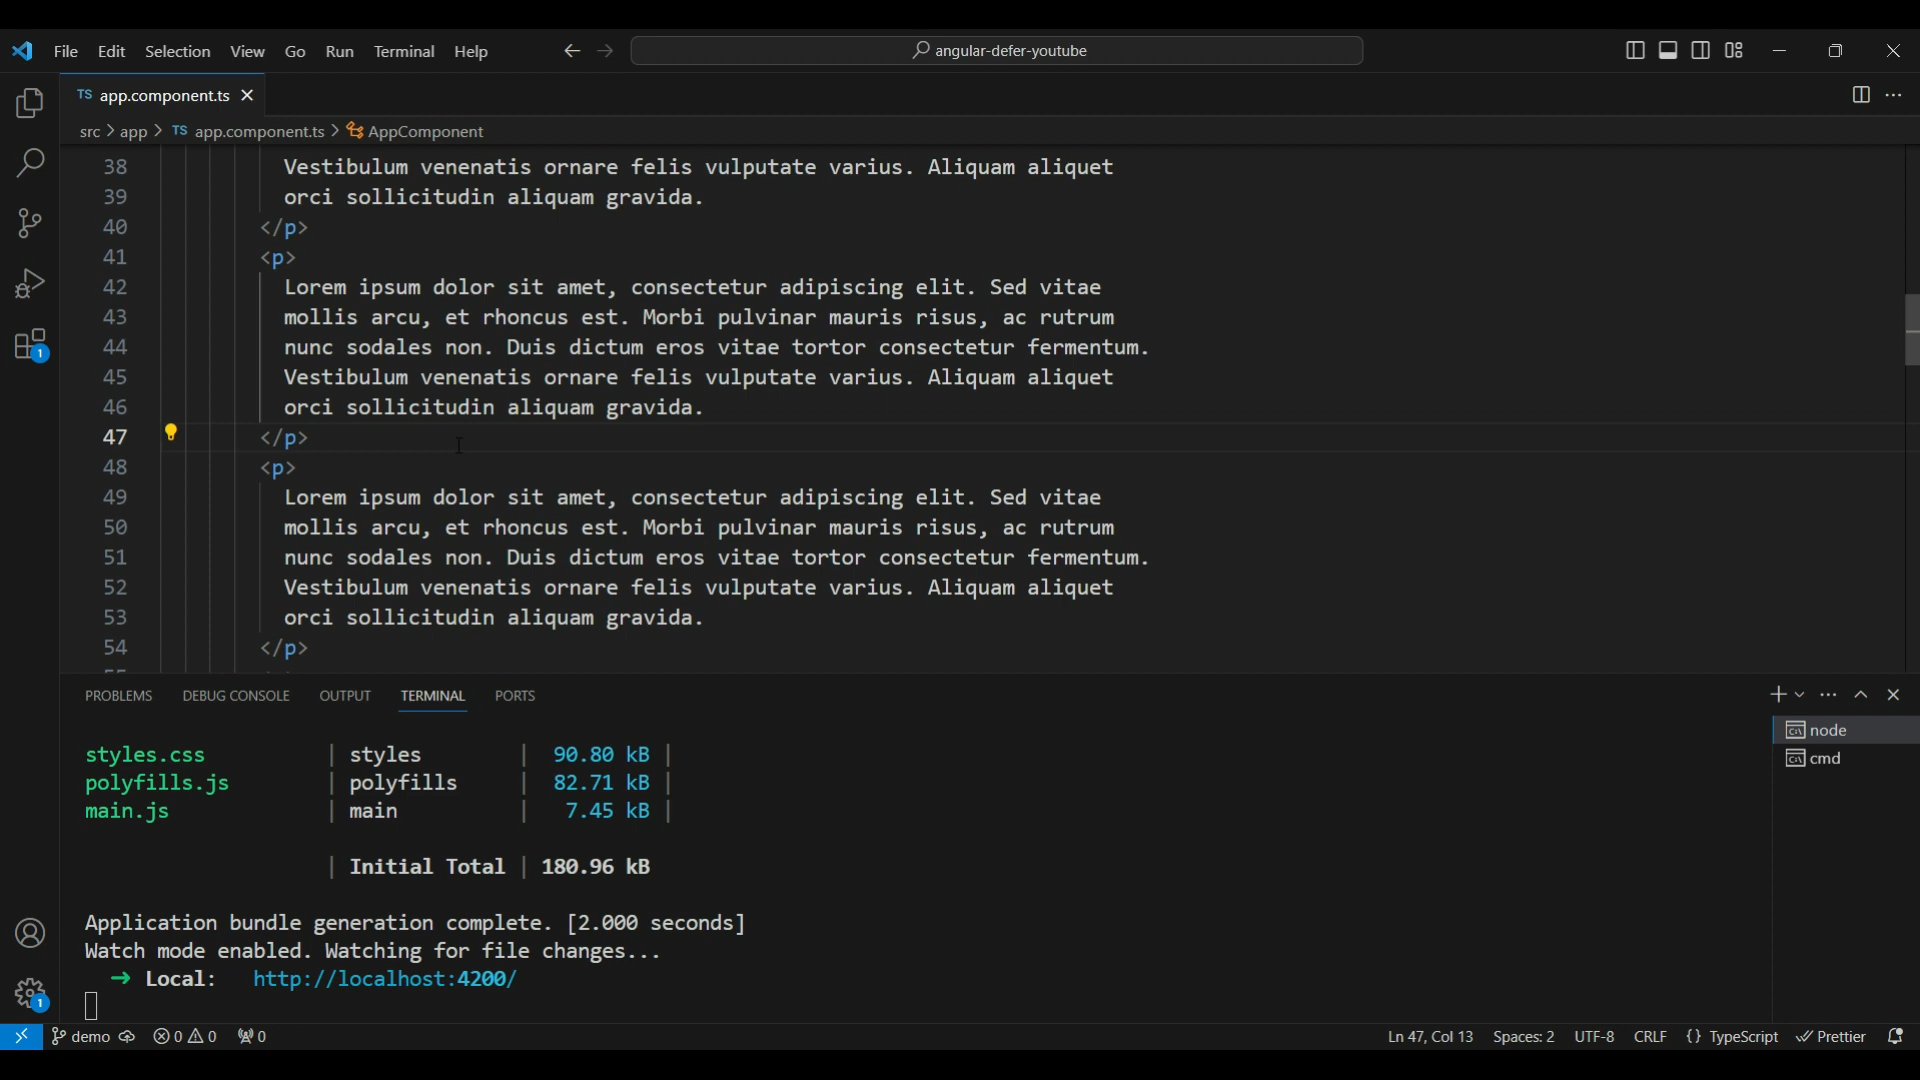 File Edit Selection View Go Run Terminal Help
angular-defer-youtube
TS app.component.ts
src > app > TS app.component.ts > AppComponent
38 Vestibulum venenatis ornare felis vulputate varius. Aliquam aliquet
39 orci sollicitudin aliquam gravida.
40 </p>
41 <p>
42 Lorem ipsum dolor sit amet, consectetur adipiscing elit. Sed vitae
43 mollis arcu, et rhoncus est. Morbi pulvinar mauris risus, ac rutrum
44 nunc sodales non. Duis dictum eros vitae tortor consectetur fermentum.
45 Vestibulum venenatis ornare felis vulputate varius. Aliquam aliquet
46 orci sollicitudin aliquam gravida.
47 </p>
48 <p>
49 Lorem ipsum dolor sit amet, consectetur adipiscing elit. Sed vitae
50 mollis arcu, et rhoncus est. Morbi pulvinar mauris risus, ac rutrum
51 nunc sodales non. Duis dictum eros vitae tortor consectetur fermentum.
52 Vestibulum venenatis ornare felis vulputate varius. Aliquam aliquet
53 orci sollicitudin aliquam gravida.
54 </p>
1
PROBLEMS DEBUG CONSOLE OUTPUT TERMINAL PORTS
node
cmd
styles.css | styles | 90.80 kB |
polyfills.js | polyfills | 82.71 kB |
main.js | main | 7.45 kB |
| Initial Total | 180.96 kB
Application bundle generation complete. [2.000 seconds]
Watch mode enabled. Watching for file changes...
➜ Local: http://localhost:4200/
1
demo 0 0 0 Ln 47, Col 13 Spaces: 2 UTF-8 CRLF {} TypeScript Prettier